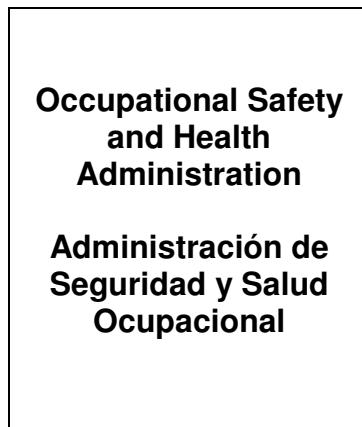 Occupational Safety
and Health
Administration
Administración de
Seguridad y Salud
Ocupacional